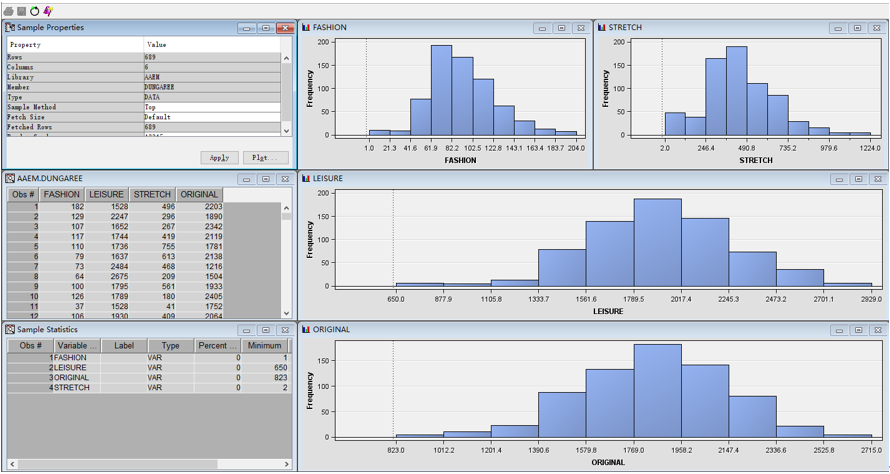 Sample Properties
Property Value
Rows 689
Columns 6
Library AAEM
Member DUNGAREE
Type DATA
Sample Method Top
Fetch Size Default
Fetched Rows 689
Apply Plot...
FASHION
Frequency
200
150
100
50
0
1.0 21.3 41.6 61.9 82.2 102.5 122.8 143.1 163.4 183.7 204.0
FASHION
STRETCH
Frequency
200
150
100
50
0
2.0 246.4 490.8 735.2 979.6 1224.0
STRETCH
AAEM.DUNGAREE
Obs # FASHION LEISURE STRETCH ORIGINAL
1 182 1528 496 2203
2 129 2247 296 1890
3 107 1652 267 2342
4 117 1744 419 2119
5 110 1736 755 1781
6 79 1637 613 2138
7 73 2484 468 1216
8 64 2675 209 1504
9 100 1795 561 1933
10 126 1789 180 2405
11 37 1528 41 1752
12 106 1930 409 2064
LEISURE
Frequency
200
150
100
50
0
650.0 877.9 1105.8 1333.7 1561.6 1789.5 2017.4 2245.3 2473.2 2701.1 2929.0
LEISURE
Sample Statistics
Obs # Variable ... Label Type Percent ... Minimum
1 FASHION VAR 0 1
2 LEISURE VAR 0 650
3 ORIGINAL VAR 0 823
4 STRETCH VAR 0 2
ORIGINAL
Frequency
150
100
50
0
823.0 1012.2 1201.4 1390.6 1579.8 1769.0 1958.2 2147.4 2336.6 2525.8 2715.0
ORIGINAL